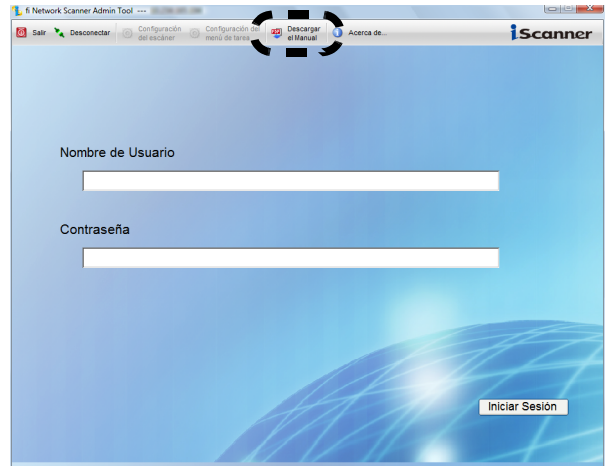 fi Network Scanner Admin Tool ---
Salir Desconectar Configuración del escáner Configuración del menú de tarea Descargar el Manual Acerca de... iScanner
Nombre de Usuario
Contraseña
Iniciar Sesión